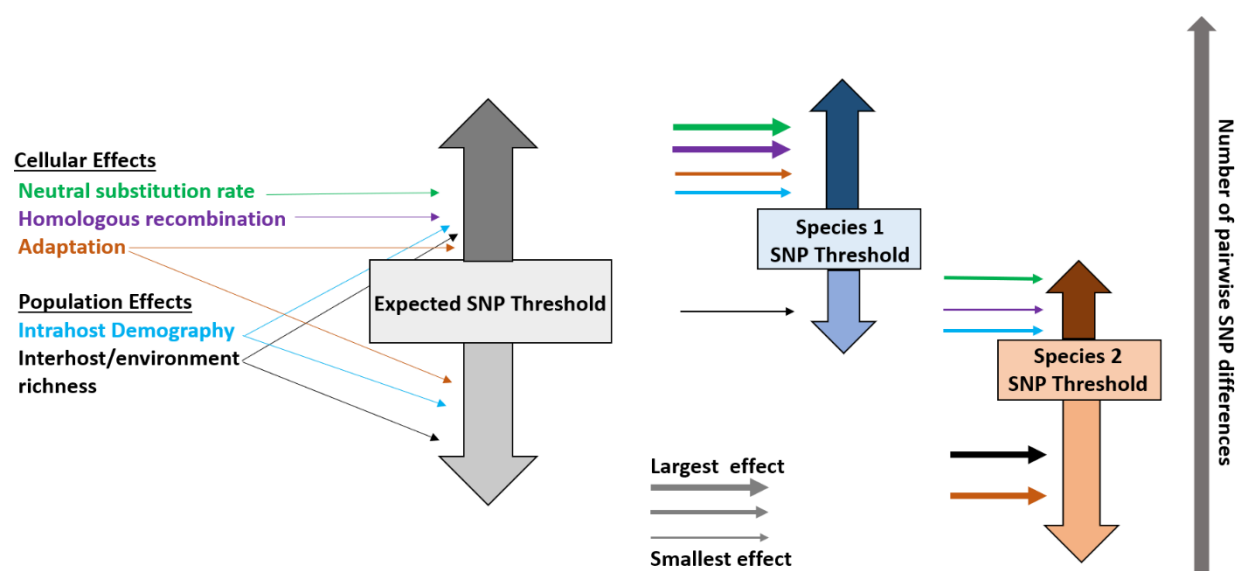 Cellular Effects
Neutral substitution rate
Homologous recombination
Adaptation
Population Effects
Intrahost Demography
Interhost/environment
richness
Expected SNP Threshold
Species 1
SNP Threshold
Species 2
SNP Threshold
Largest effect
Smallest effect
Number of pairwise SNP differences